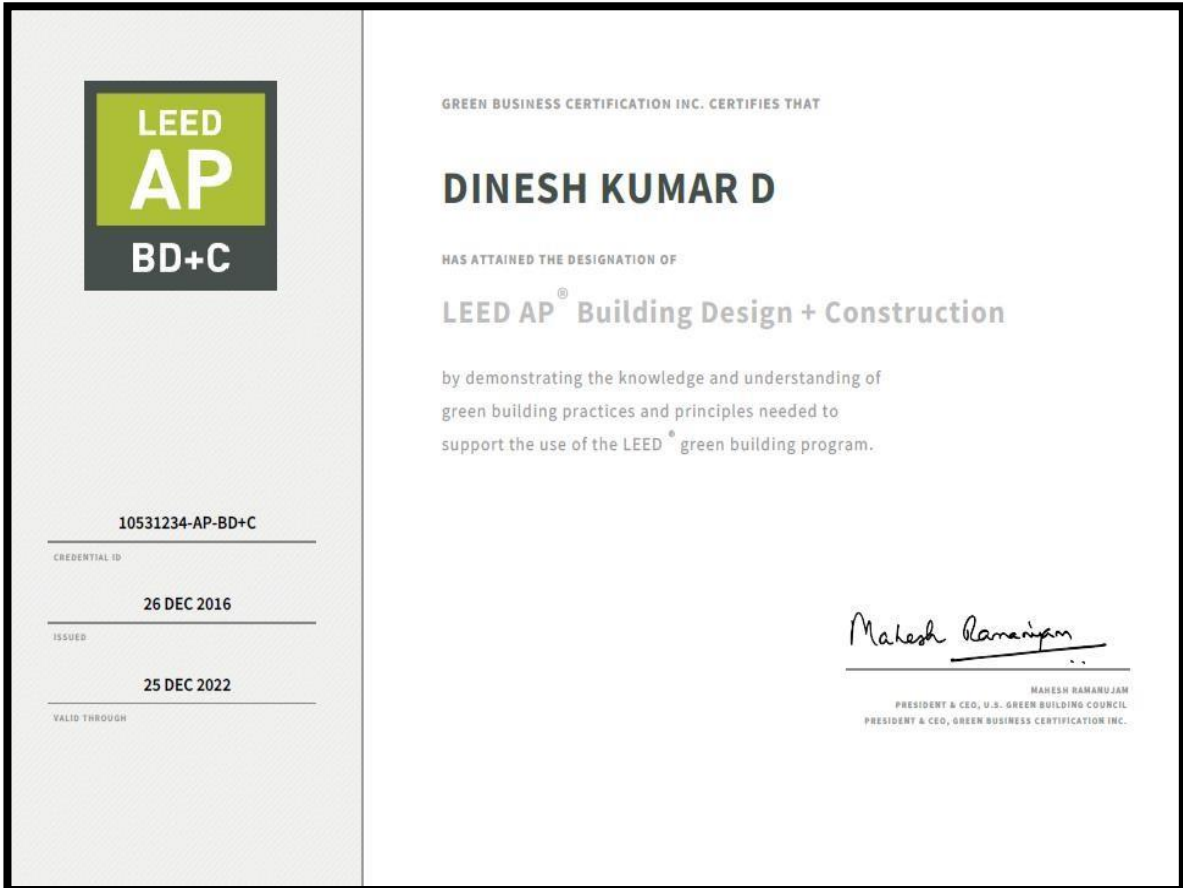 LEED
AP
BD+C
10531234-AP-BD+C
CREDENTIAL ID
26 DEC 2016
ISSUED
25 DEC 2022
VALID THROUGH
GREEN BUSINESS CERTIFICATION INC. CERTIFIES THAT
DINESH KUMAR D
HAS ATTAINED THE DESIGNATION OF
LEED AP® Building Design + Construction
by demonstrating the knowledge and understanding of
green building practices and principles needed to
support the use of the LEED ® green building program.
Mahesh Ramanujam
MAHESH RAMANUJAM
PRESIDENT & CEO, U.S. GREEN BUILDING COUNCIL
PRESIDENT & CEO, GREEN BUSINESS CERTIFICATION INC.